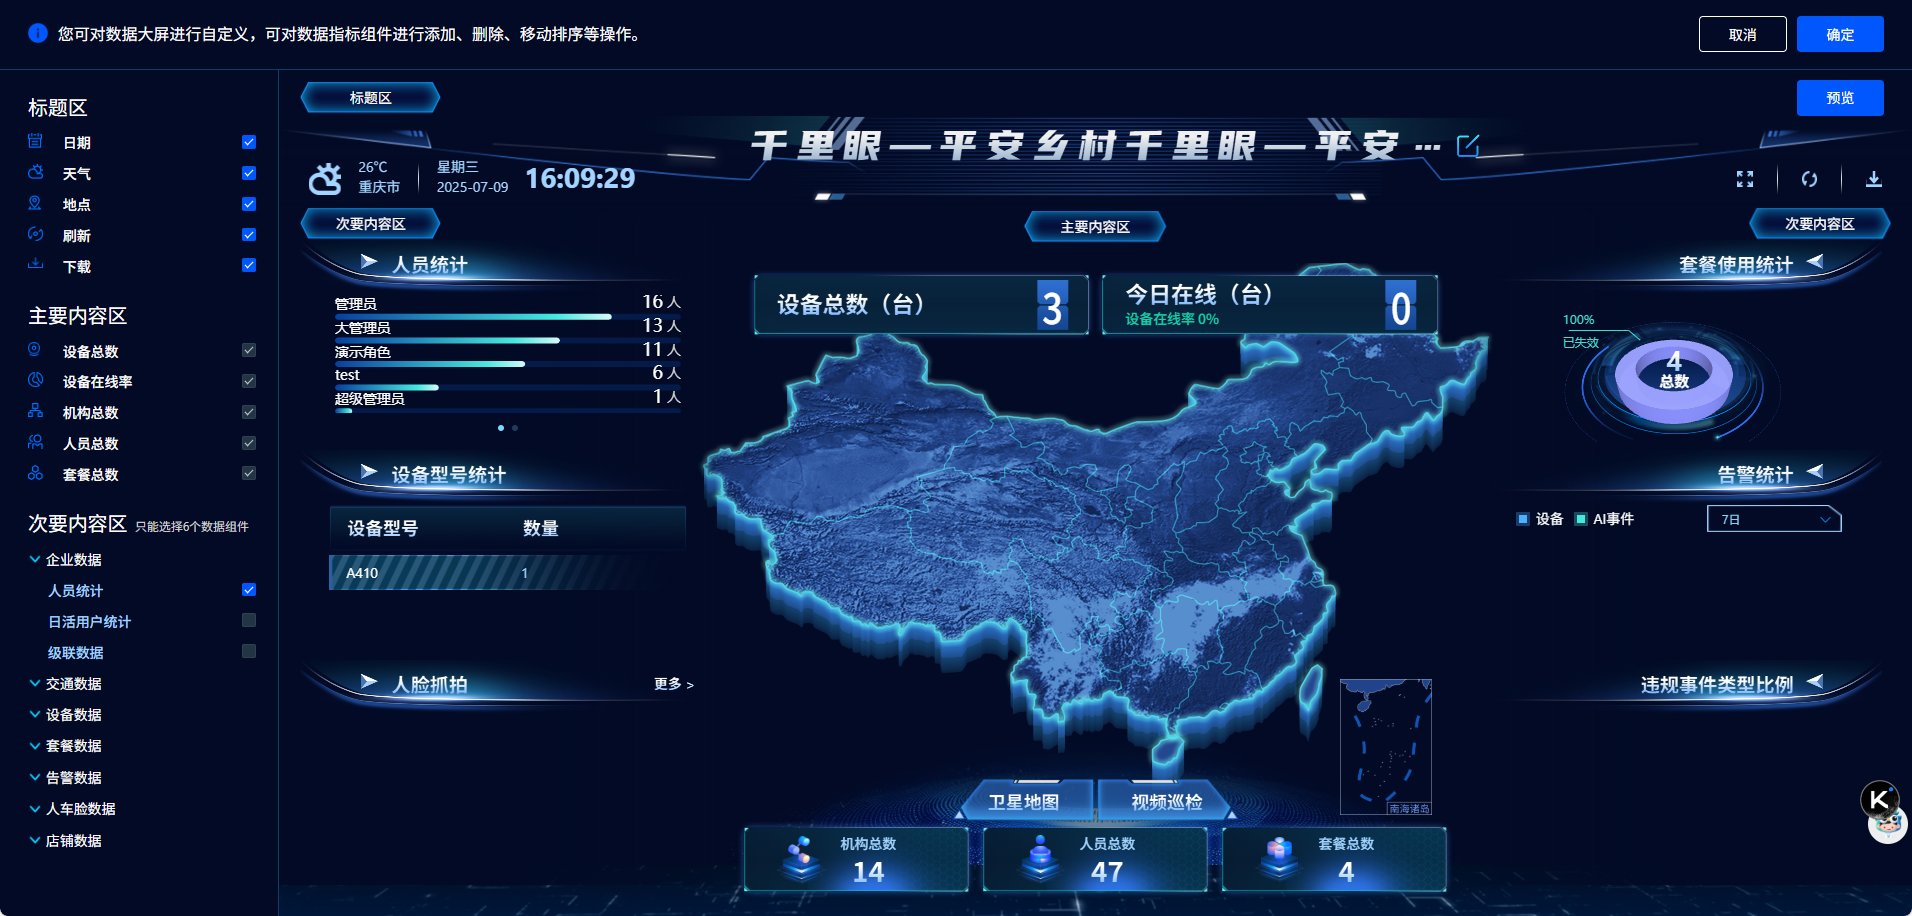 您可对数据大屏进行自定义，可对数据指标组件进行添加、删除、移动排序等操作。
取消
确定
标题区
日期
天气
地点
刷新
下载
主要内容区
设备总数
设备在线率
机构总数
人员总数
套餐总数
次要内容区 只能选择6个数据组件
企业数据
人员统计
日活用户统计
级联数据
交通数据
设备数据
套餐数据
告警数据
人车脸数据
店铺数据
标题区
预览
千里眼—平安乡村千里眼—平安 ...
26℃
重庆市
星期三
2025-07-09
16:09:29
次要内容区
主要内容区
次要内容区
人员统计
管理员 16 人
大管理员 13 人
演示角色 11 人
test 6 人
超级管理员 1 人
设备型号统计
设备型号 数量
A410 1
人脸抓拍
更多 >
设备总数（台） 3
今日在线（台） 0
设备在线率 0%
南海诸岛
卫星地图
视频巡检
机构总数
14
人员总数
47
套餐总数
4
套餐使用统计
100%
已失效
4
总数
告警统计
设备 AI事件
7日
违规事件类型比例
K